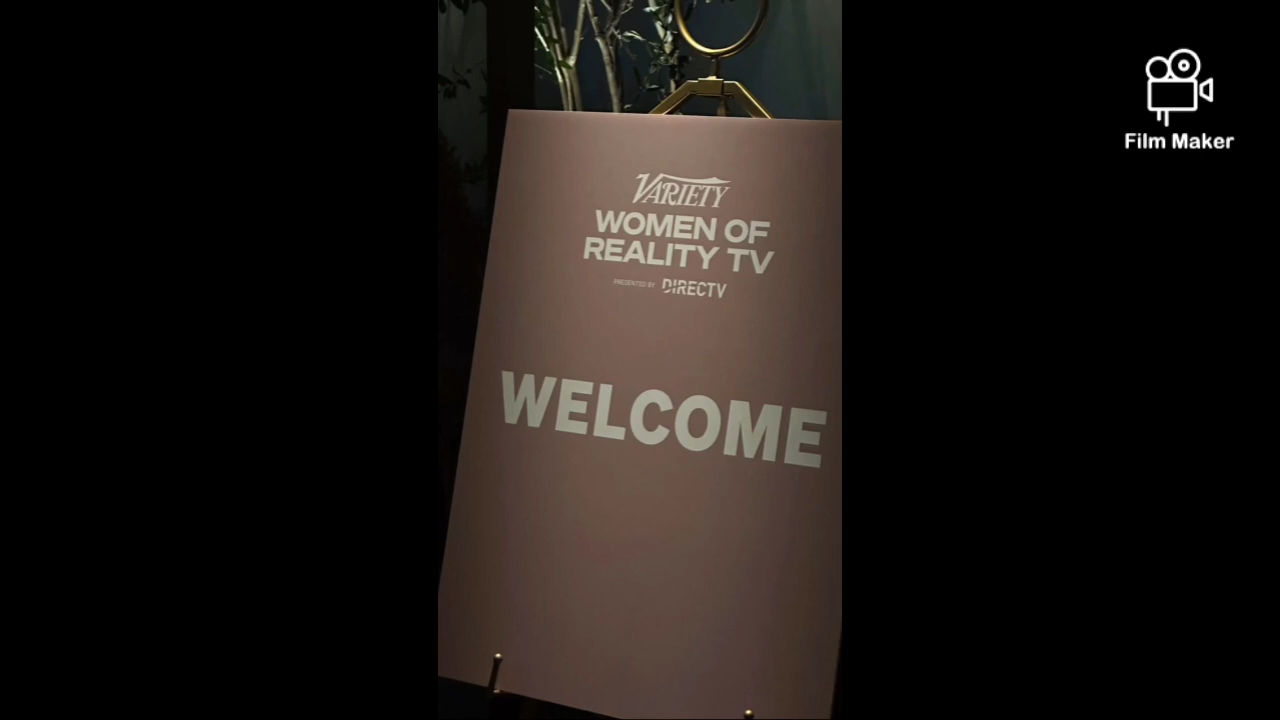 VARIETY
WOMEN OF
REALITY TV
PRESENTED BY DIRECTV
WELCOME
Film Maker